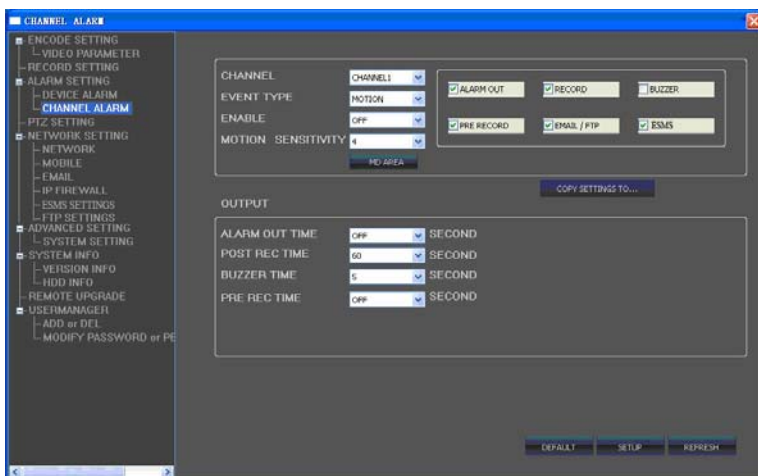 CHANNEL ALARM
ENCODE SETTING
VIDEO PARAMETER
RECORD SETTING
ALARM SETTING
DEVICE ALARM
CHANNEL ALARM
PTZ SETTING
NETWORK SETTING
NETWORK
MOBILE
EMAIL
IP FIREWALL
ESMS SETTINGS
FTP SETTINGS
ADVANCED SETTING
SYSTEM SETTING
SYSTEM INFO
VERSION INFO
HDD INFO
REMOTE UPGRADE
USERMANAGER
ADD or DEL
MODIFY PASSWORD or PE
CHANNEL CHANNEL1
EVENT TYPE MOTION
ENABLE OFF
MOTION SENSITIVITY 4
MD AREA
ALARM OUT RECORD BUZZER
PRE RECORD EMAIL / FTP ESMS
COPY SETTINGS TO...
OUTPUT
ALARM OUT TIME OFF SECOND
POST REC TIME 60 SECOND
BUZZER TIME 5 SECOND
PRE REC TIME OFF SECOND
DEFAULT SETUP REFRESH